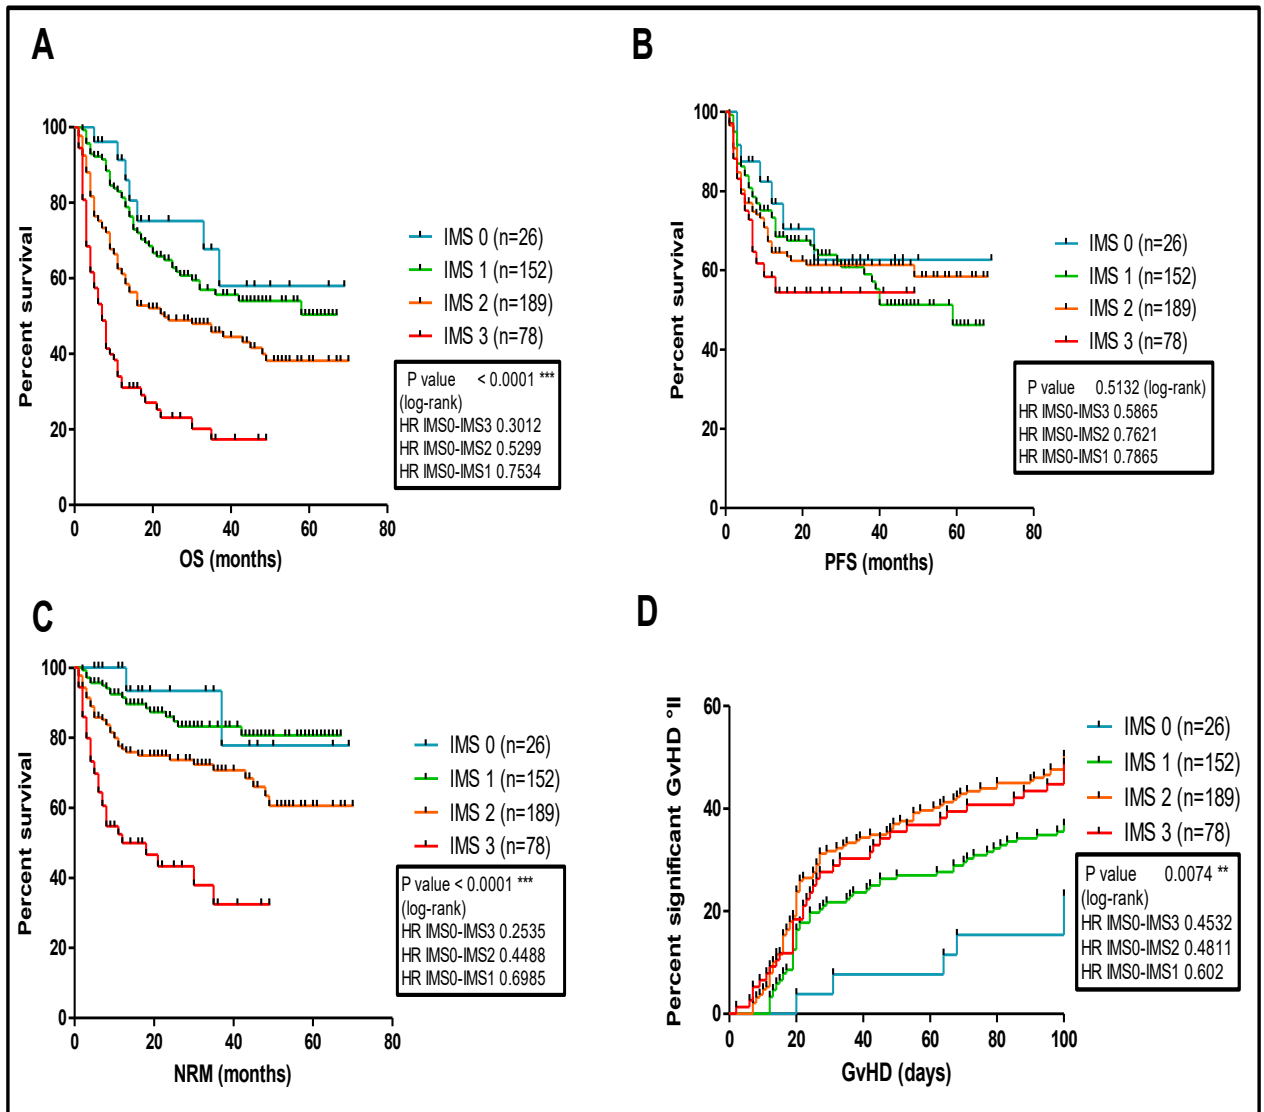 A
100
80
60
40
20
0
0 20 40 60 80
Percent survival
OS (months)
IMS 0 (n=26)
IMS 1 (n=152)
IMS 2 (n=189)
IMS 3 (n=78)
P value < 0.0001 ***
(log-rank)
HR IMS0-IMS3 0.3012
HR IMS0-IMS2 0.5299
HR IMS0-IMS1 0.7534
B
100
80
60
40
20
0
0 20 40 60 80
Percent survival
PFS (months)
IMS 0 (n=26)
IMS 1 (n=152)
IMS 2 (n=189)
IMS 3 (n=78)
P value 0.5132 (log-rank)
HR IMS0-IMS3 0.5865
HR IMS0-IMS2 0.7621
HR IMS0-IMS1 0.7865
C
100
80
60
40
20
0
0 20 40 60 80
Percent survival
NRM (months)
IMS 0 (n=26)
IMS 1 (n=152)
IMS 2 (n=189)
IMS 3 (n=78)
P value < 0.0001 ***
(log-rank)
HR IMS0-IMS3 0.2535
HR IMS0-IMS2 0.4488
HR IMS0-IMS1 0.6985
D
60
40
20
0
0 20 40 60 80 100
Percent significant GvHD °II
GvHD (days)
IMS 0 (n=26)
IMS 1 (n=152)
IMS 2 (n=189)
IMS 3 (n=78)
P value 0.0074 **
(log-rank)
HR IMS0-IMS3 0.4532
HR IMS0-IMS2 0.4811
HR IMS0-IMS1 0.602